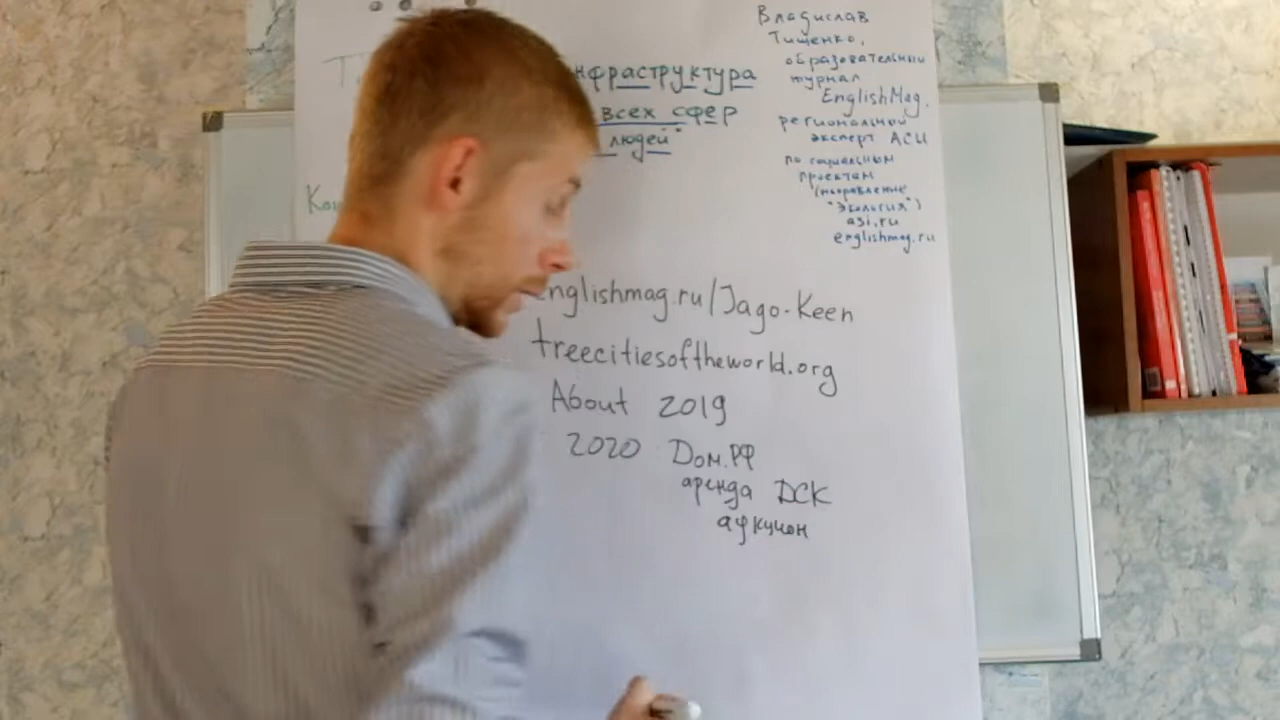 нфраструктура
всех сфер
людей"
Владислав
Тищенко,
образовательный
журнал
EnglishMag.
региональный
эксперт АСИ
по социальным
проектам
(направление
"Экология")
asi.ru
englishmag.ru
englishmag.ru/Jago-Keen
treecitiesoftheworld.org
About 2019
2020 Дом.РФ
аренда ДСК
аукцион